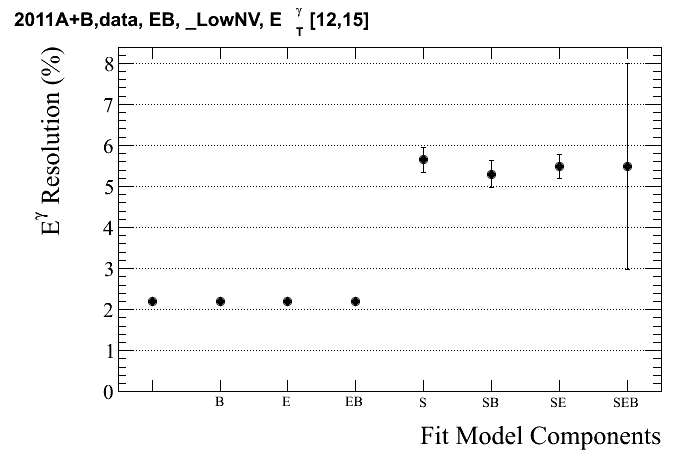 2011A+B,data, EB, _LowNV, E γ T [12,15]
E γ Resolution (%)
8
7
6
5
4
3
2
1
0
B E EB S SB SE SEB
Fit Model Components